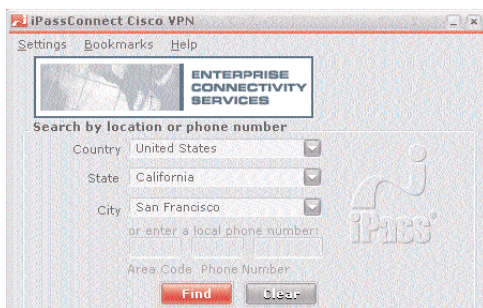 iPassConnect Cisco VPN
Settings Bookmarks Help
ENTERPRISE
CONNECTIVITY
SERVICES
Search by location or phone number
Country United States
State California
City San Francisco
or enter a local phone number:
Area Code Phone Number
iPass
Find Clear